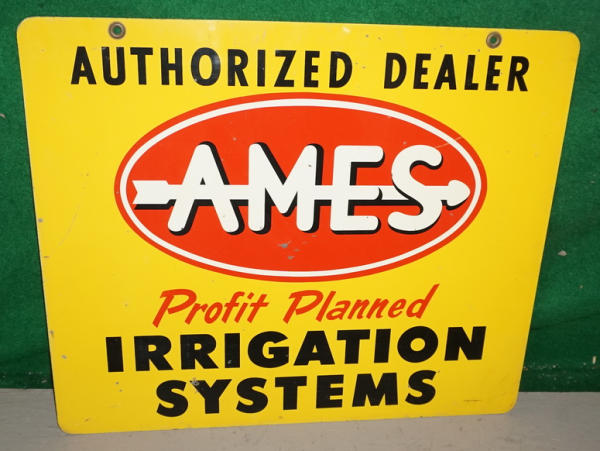 AUTHORIZED DEALER
AMES
Profit Planned
IRRIGATION
SYSTEMS